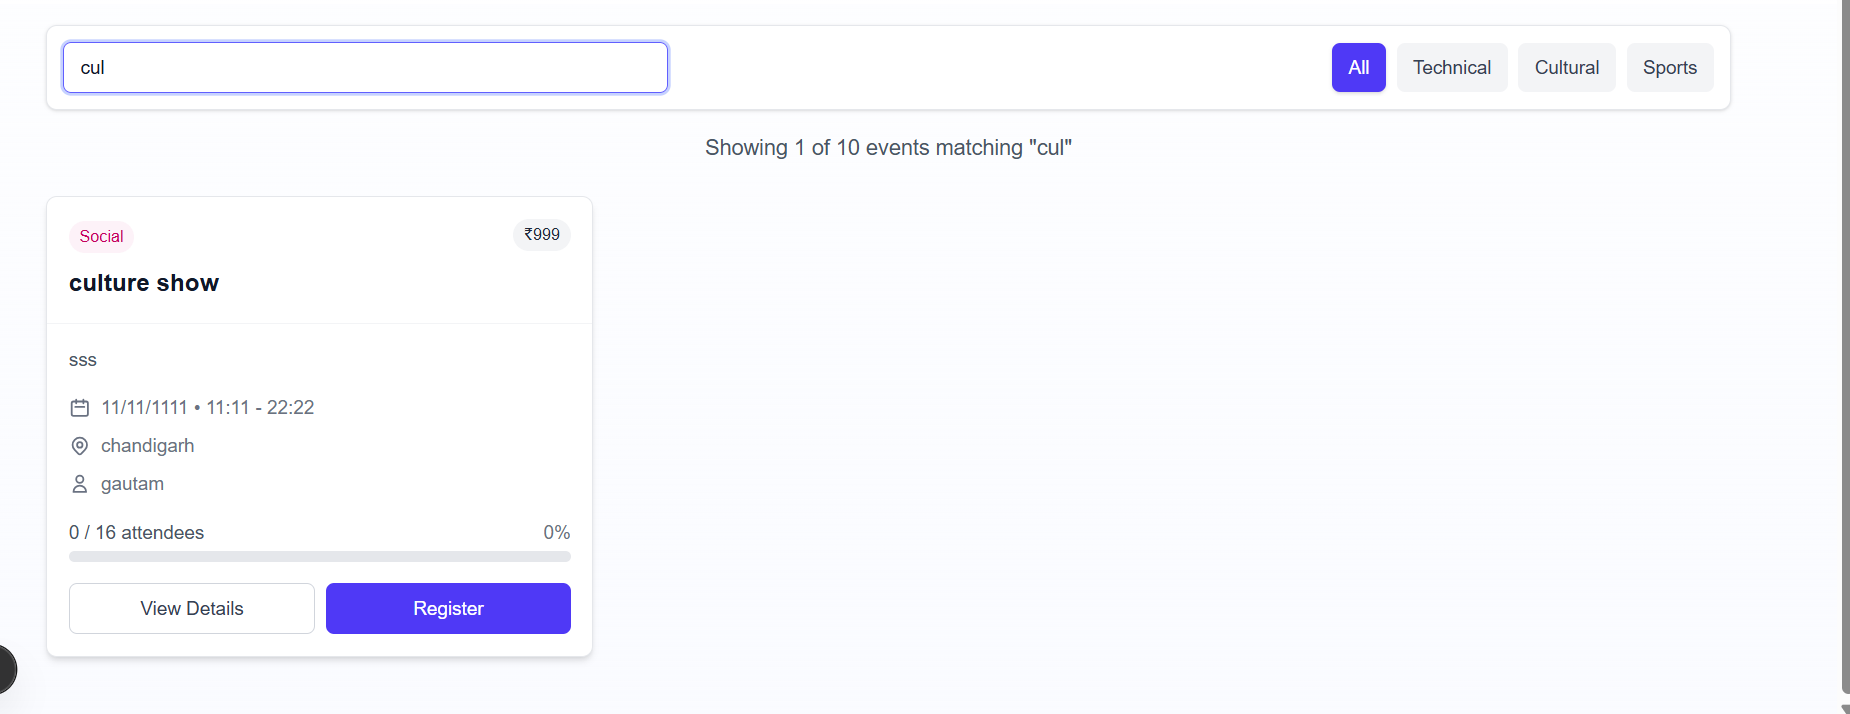 cul
All Technical Cultural Sports
Showing 1 of 10 events matching "cul"
Social ₹999
culture show
sss
11/11/1111 • 11:11 - 22:22
chandigarh
gautam
0 / 16 attendees 0%
View Details Register